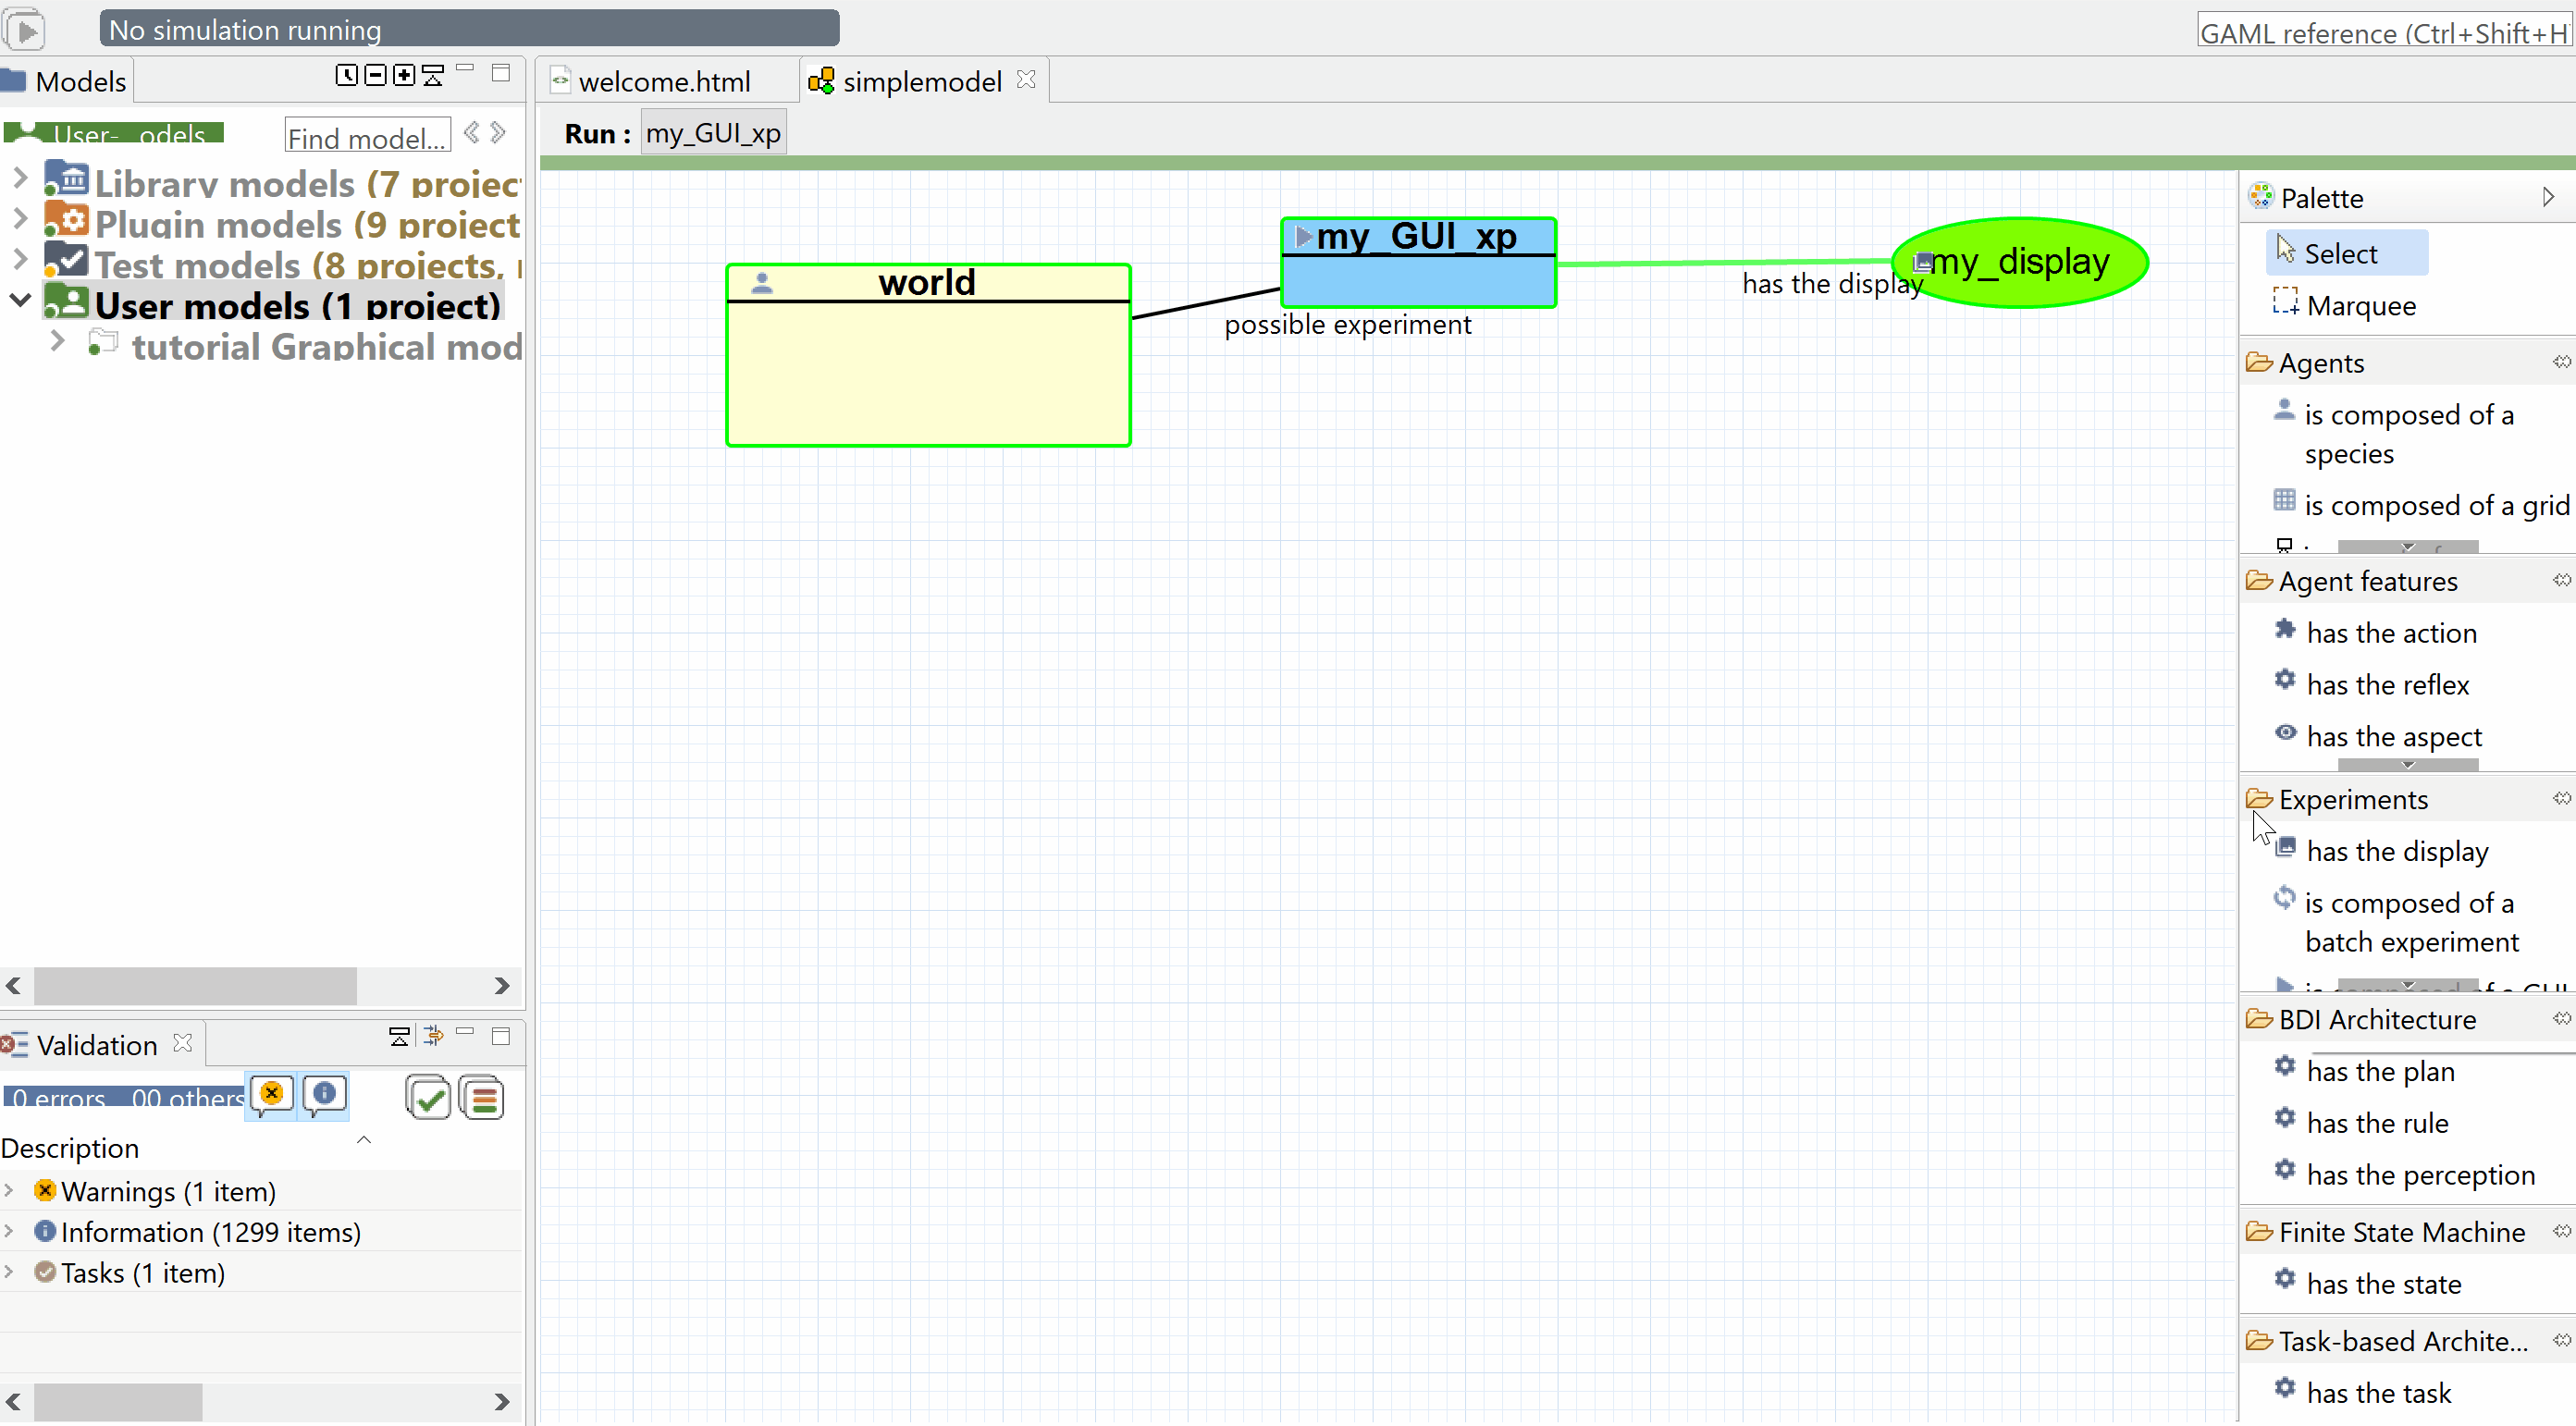 No simulation running
GAML reference (Ctrl+Shift+H
Models
welcome.html
simplemodel
User- odels
Find model...
Run :
my_GUI_xp
Library models (7 projec
Plugin models (9 project
Test models (8 projects,
User models (1 project)
tutorial Graphical mod
world
my_GUI_xp
possible experiment
has the display
my_display
Palette
Select
Marquee
Agents
is composed of a
species
is composed of a grid
Agent features
has the action
has the reflex
has the aspect
Experiments
has the display
is composed of a
batch experiment
BDI Architecture
has the plan
has the rule
has the perception
Finite State Machine
has the state
Task-based Archite...
has the task
Validation
0 errors 00 others
Description
Warnings (1 item)
Information (1299 items)
Tasks (1 item)